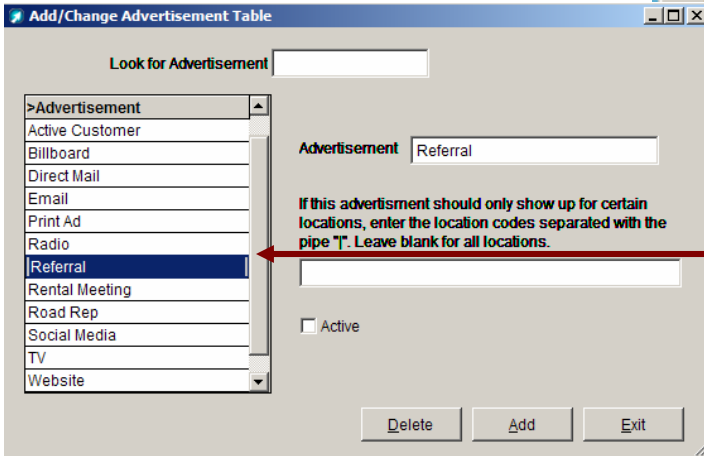 Add/Change Advertisement Table
Look for Advertisement
>Advertisement
Active Customer
Billboard
Direct Mail
Email
Print Ad
Radio
Referral
Rental Meeting
Road Rep
Social Media
TV
Website
Advertisement Referral
If this advertisment should only show up for certain
locations, enter the location codes separated with the
pipe "|". Leave blank for all locations.
Active
Delete Add Exit